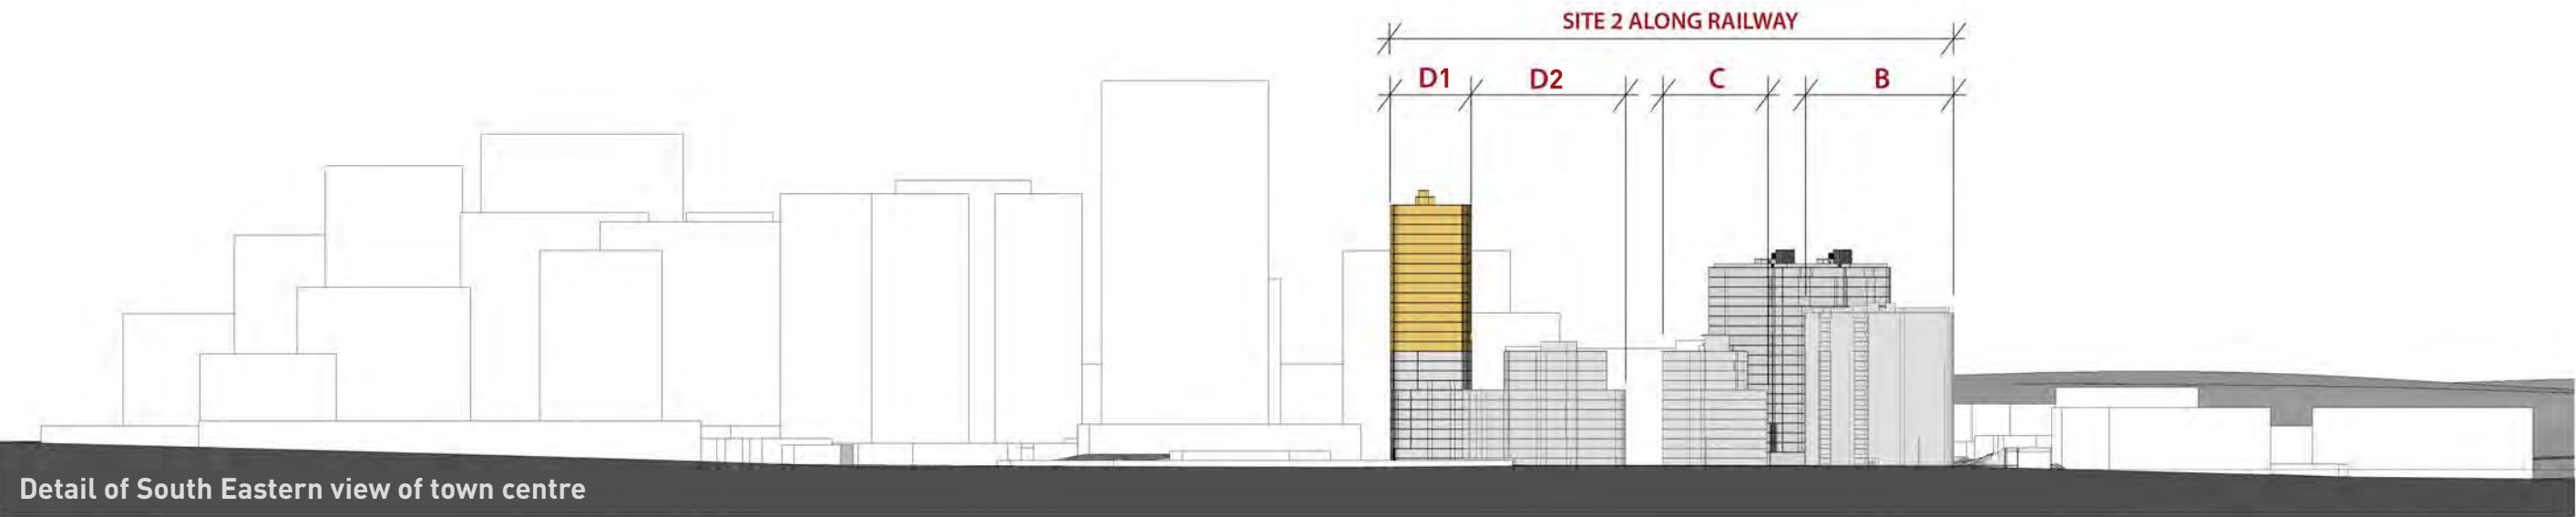 SITE 2 ALONG RAILWAY
D1 D2 C B
Detail of South Eastern view of town centre